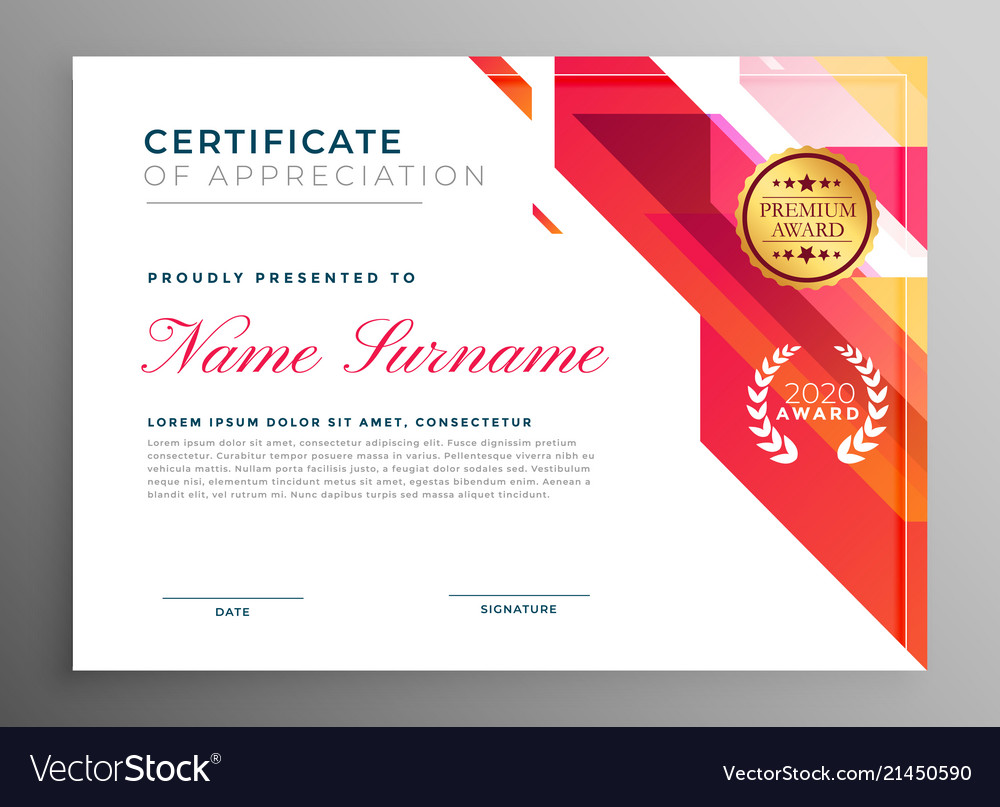 CERTIFICATE
OF APPRECIATION
PREMIUM
AWARD
PROUDLY PRESENTED TO
Name Surname
2020
AWARD
LOREM IPSUM DOLOR SIT AMET, CONSECTETUR
Lorem ipsum dolor sit amet, consectetur adipiscing elit. Fusce dignissim pretium
consectetur. Curabitur tempor posuere massa in varius. Pellentesque viverra nibh eu
vehicula mattis. Nullam porta facilisis justo, a feugiat dolor sodales sed. Vestibulum
neque nisi, elementum tincidunt metus ut, egestas bibendum enim. Aenean a
blandit elit, vel rutrum mi. Nunc dapibus turpis sed massa aliquet tincidunt.
DATE
SIGNATURE
VectorStock®
VectorStock.com/21450590